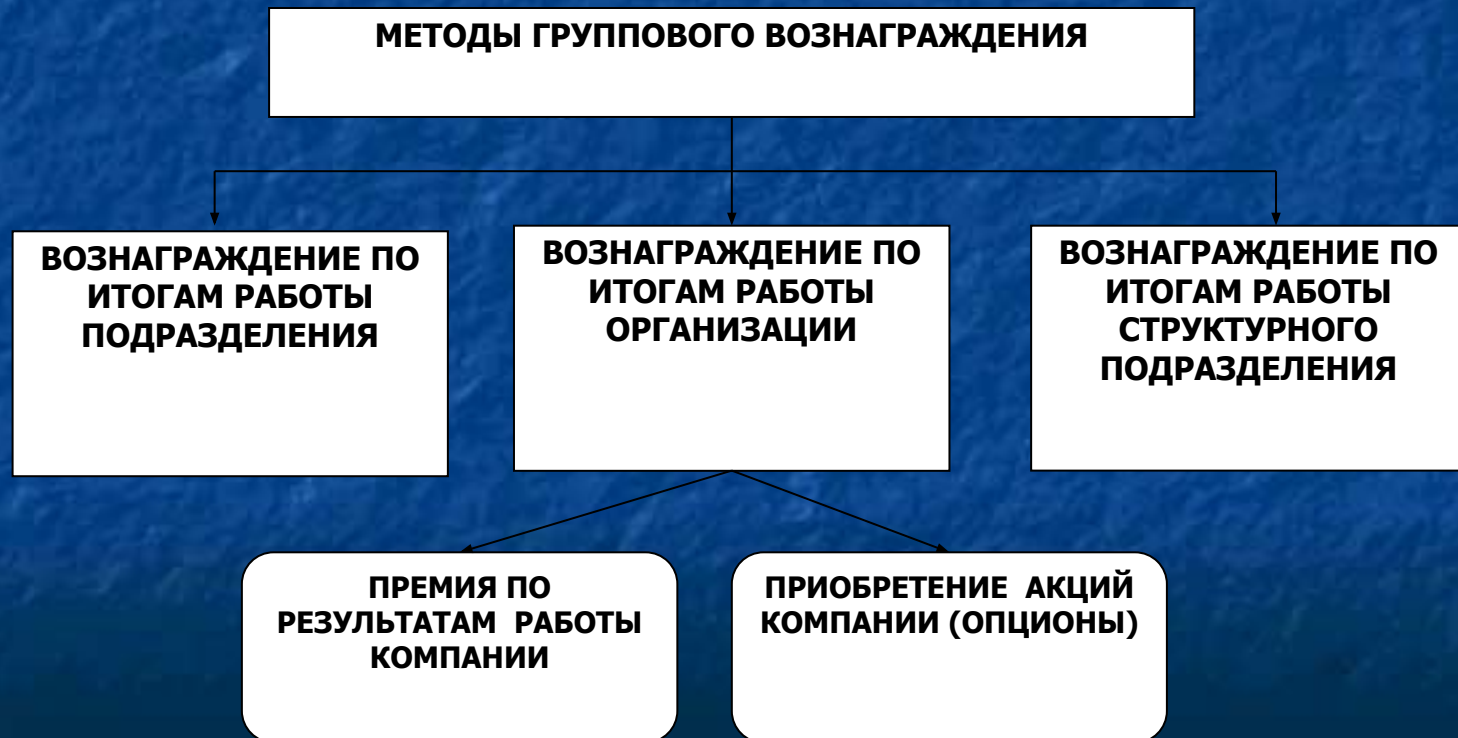 МЕТОДЫ ГРУППОВОГО ВОЗНАГРАЖДЕНИЯ
ВОЗНАГРАЖДЕНИЕ ПО
ИТОГАМ РАБОТЫ
ПОДРАЗДЕЛЕНИЯ
ВОЗНАГРАЖДЕНИЕ ПО
ИТОГАМ РАБОТЫ
ОРГАНИЗАЦИИ
ВОЗНАГРАЖДЕНИЕ ПО
ИТОГАМ РАБОТЫ
СТРУКТУРНОГО
ПОДРАЗДЕЛЕНИЯ
ПРЕМИЯ ПО
РЕЗУЛЬТАТАМ РАБОТЫ
КОМПАНИИ
ПРИОБРЕТЕНИЕ АКЦИЙ
КОМПАНИИ (ОПЦИОНЫ)